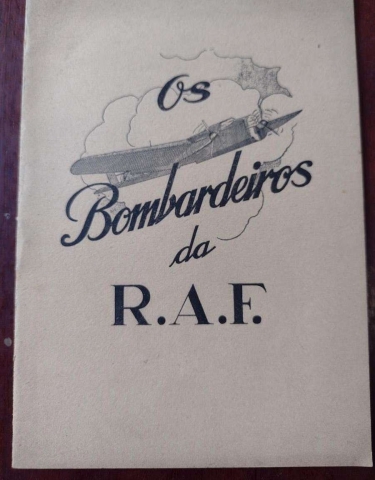 Os
Bombardeiros
da
R.A.F.